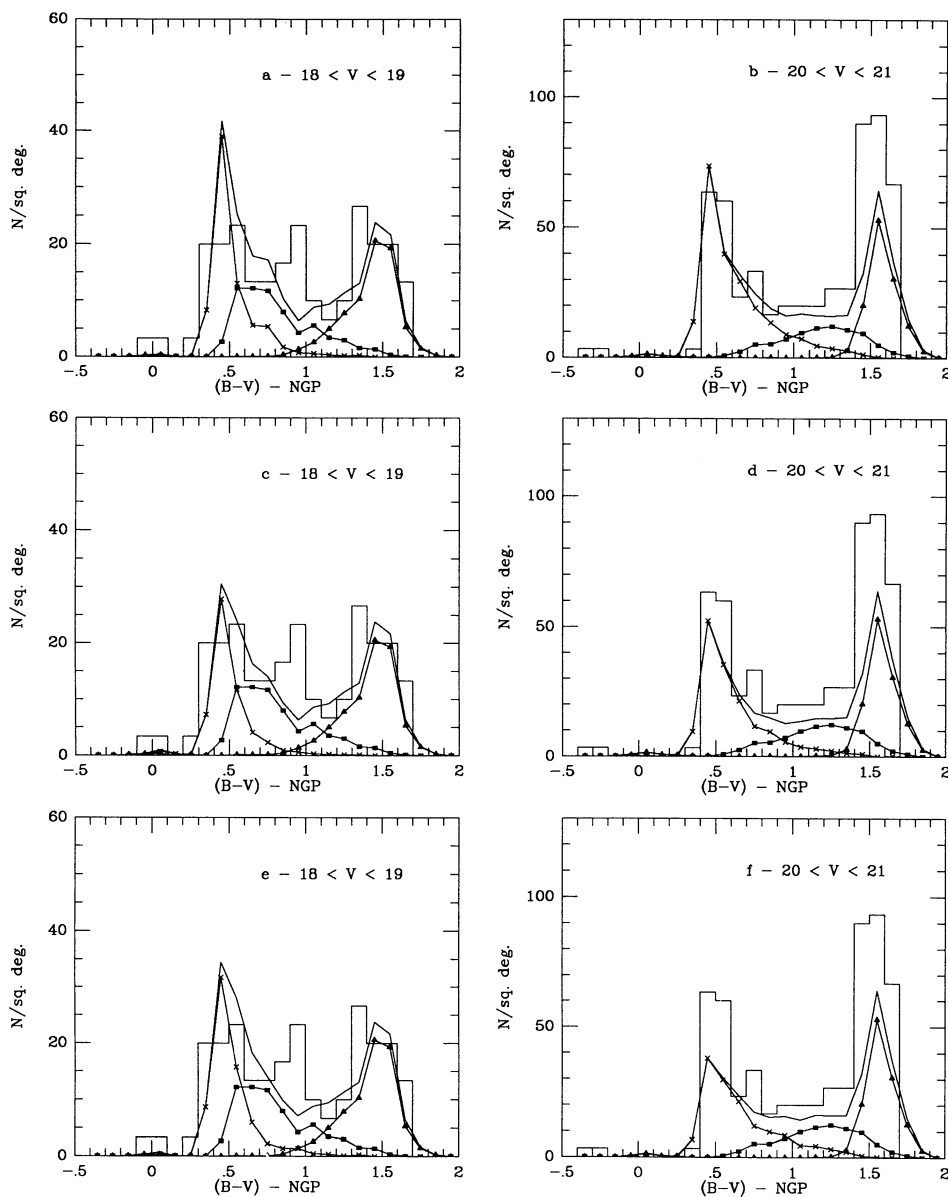 60
40
20
0
N/sq. deg.
a - 18 < V < 19
-.5 0 .5 1 1.5 2
(B-V) - NGP
100
50
0
N/sq. deg.
b - 20 < V < 21
-.5 0 .5 1 1.5 2
(B-V) - NGP
60
40
20
0
N/sq. deg.
c - 18 < V < 19
-.5 0 .5 1 1.5 2
(B-V) - NGP
100
50
0
N/sq. deg.
d - 20 < V < 21
-.5 0 .5 1 1.5 2
(B-V) - NGP
60
40
20
0
N/sq. deg.
e - 18 < V < 19
-.5 0 .5 1 1.5 2
(B-V) - NGP
100
50
0
N/sq. deg.
f - 20 < V < 21
-.5 0 .5 1 1.5 2
(B-V) - NGP